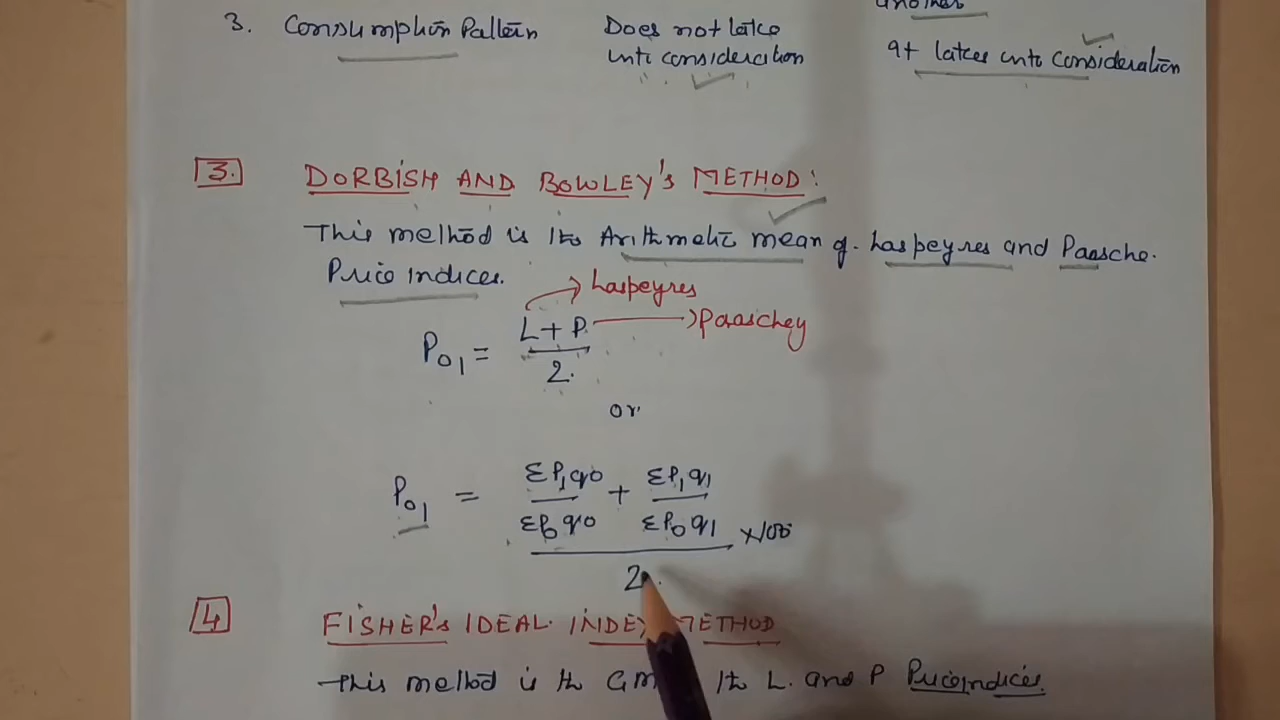 another
3. Consumption Pattern Does not take it takes into consideration
into consideration
3. DORBISH AND BOWLEY'S METHOD:
This method is the Arithmetic mean of Laspeyres and Paasche.
Price indices.
Laspeyres
L+P Paaschey
P01 = 2.
or
P01 = Σp1q0 + Σp1q1
Σp0q0 Σp0q1 ×100
2.
4. FISHER'S IDEAL INDEX METHOD
This method is the GM the L. and P Price indices.